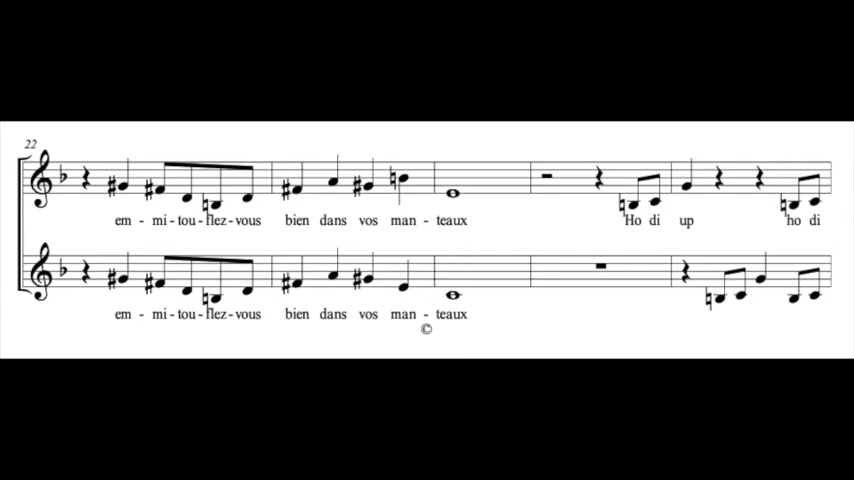 22
em - mi - tou - flez - vous bien dans vos man - teaux Ho di up ho di
em - mi - tou - flez - vous bien dans vos man - teaux
©